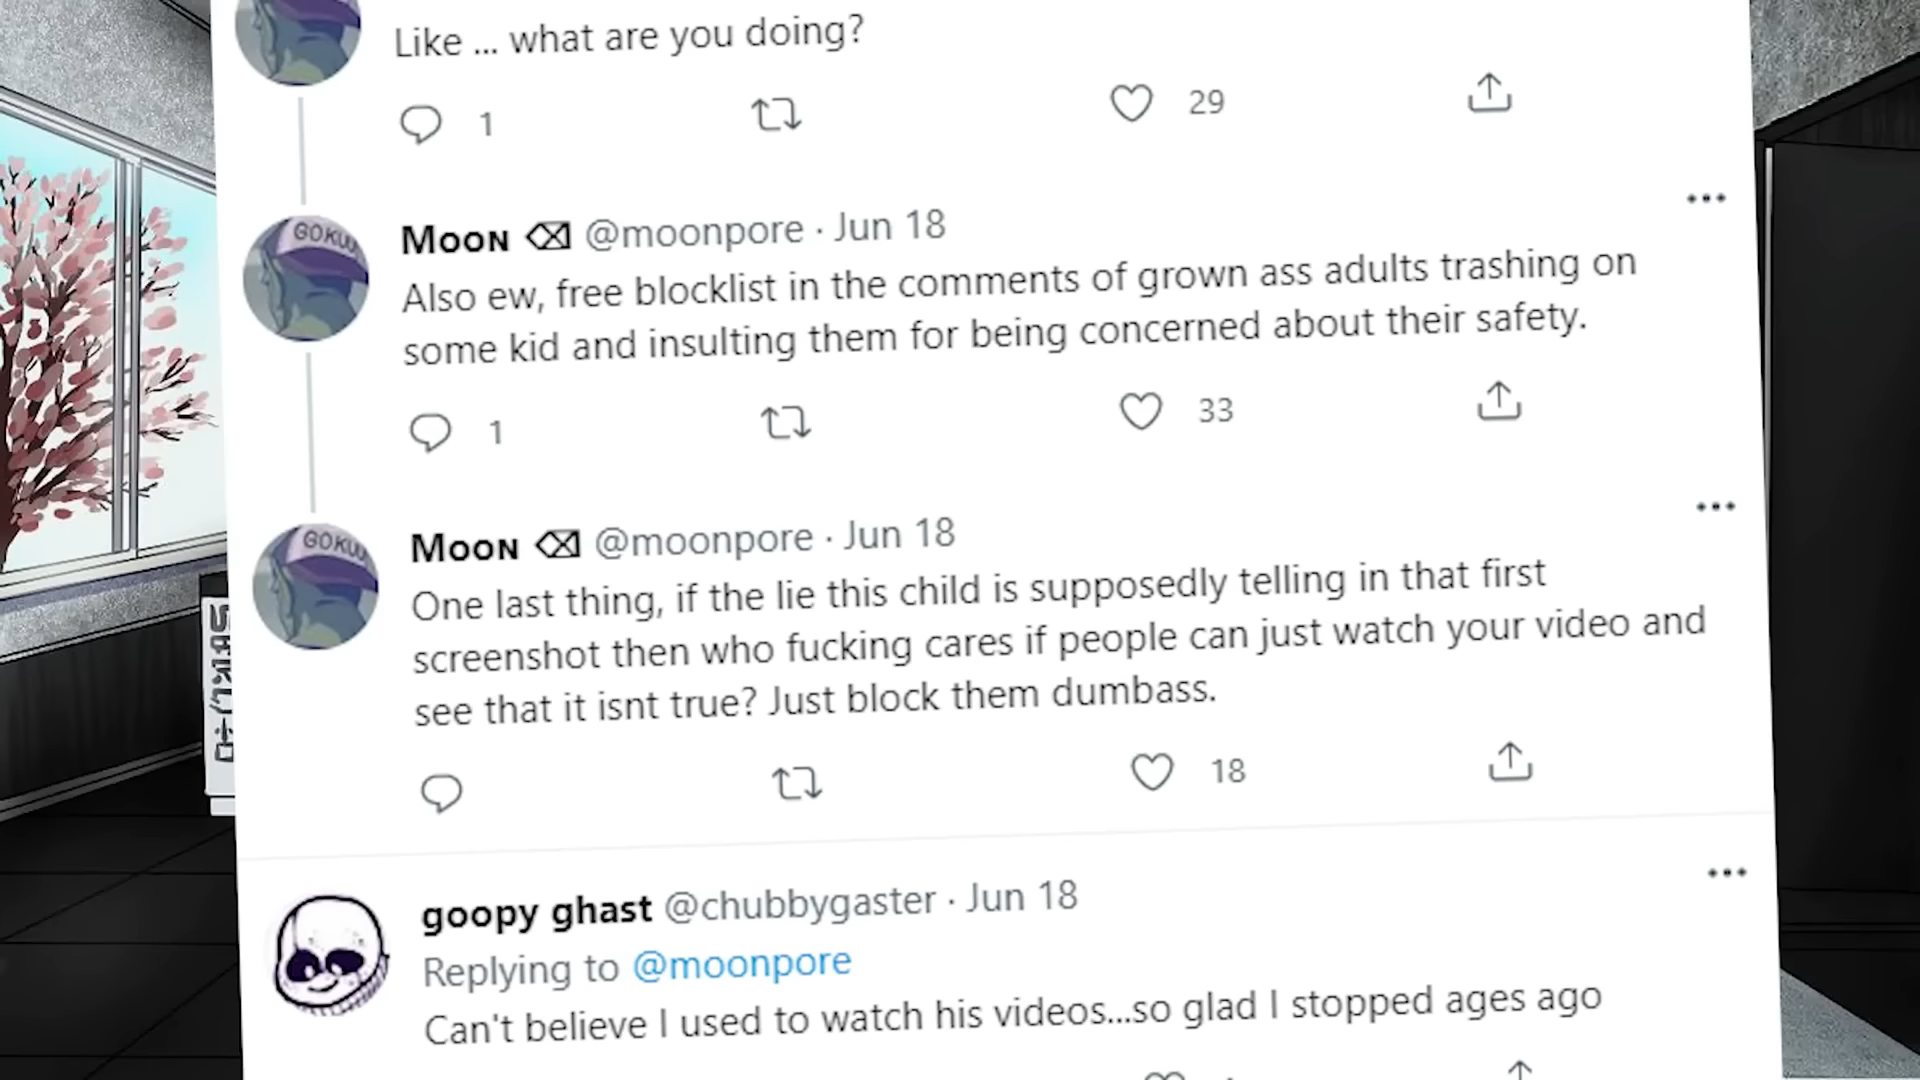 Like ... what are you doing?
1 29
GOKU
Moon @moonpore · Jun 18
Also ew, free blocklist in the comments of grown ass adults trashing on
some kid and insulting them for being concerned about their safety.
1 33
GOKU
Moon @moonpore · Jun 18
One last thing, if the lie this child is supposedly telling in that first
screenshot then who fucking cares if people can just watch your video and
see that it isnt true? Just block them dumbass.
18
goopy ghast @chubbygaster · Jun 18
Replying to @moonpore
Can't believe I used to watch his videos...so glad I stopped ages ago